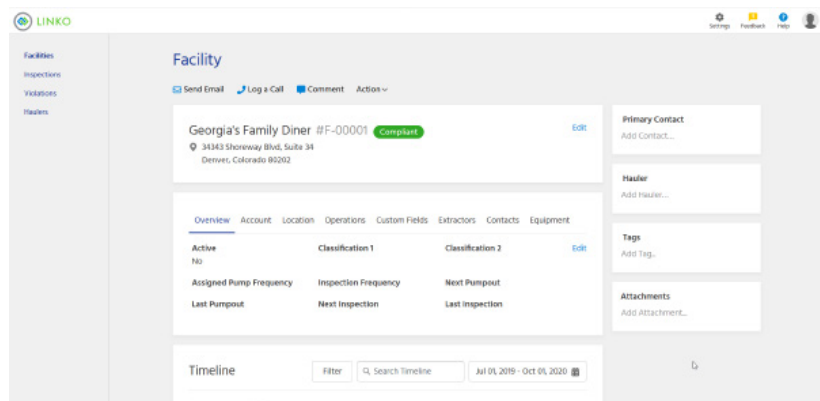 LINKO
Settings Feedback Help
Facilities
Inspections
Violations
Haulers
Facility
Send Email Log a Call Comment Action
Georgia's Family Diner #F-00001 Compliant Edit
34343 Shoreway Blvd, Suite 34
Denver, Colorado 80202
Overview Account Location Operations Custom Fields Extractors Contacts Equipment
Active Classification 1 Classification 2 Edit
No
Assigned Pump Frequency Inspection Frequency Next Pumpout
Last Pumpout Next Inspection Last Inspection
Timeline Filter Search Timeline Jul 01, 2019 - Oct 01, 2020
Primary Contact
Add Contact...
Hauler
Add Hauler...
Tags
Add Tag..
Attachments
Add Attachment...